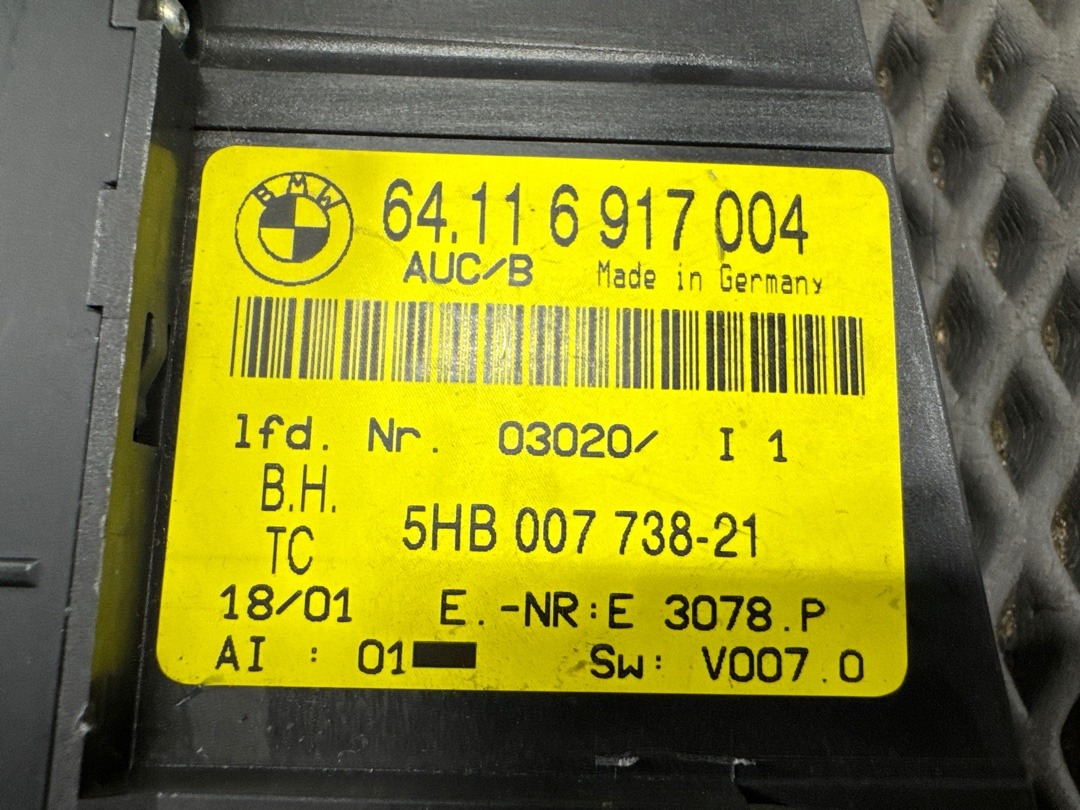 BMW 64.11 6 917 004
AUC/B Made in Germany
lfd. Nr. 03020/ I 1
B.H.
5HB 007 738-21
TC
18/01 E.-NR:E 3078.P
AI : 01 Sw: V007.0